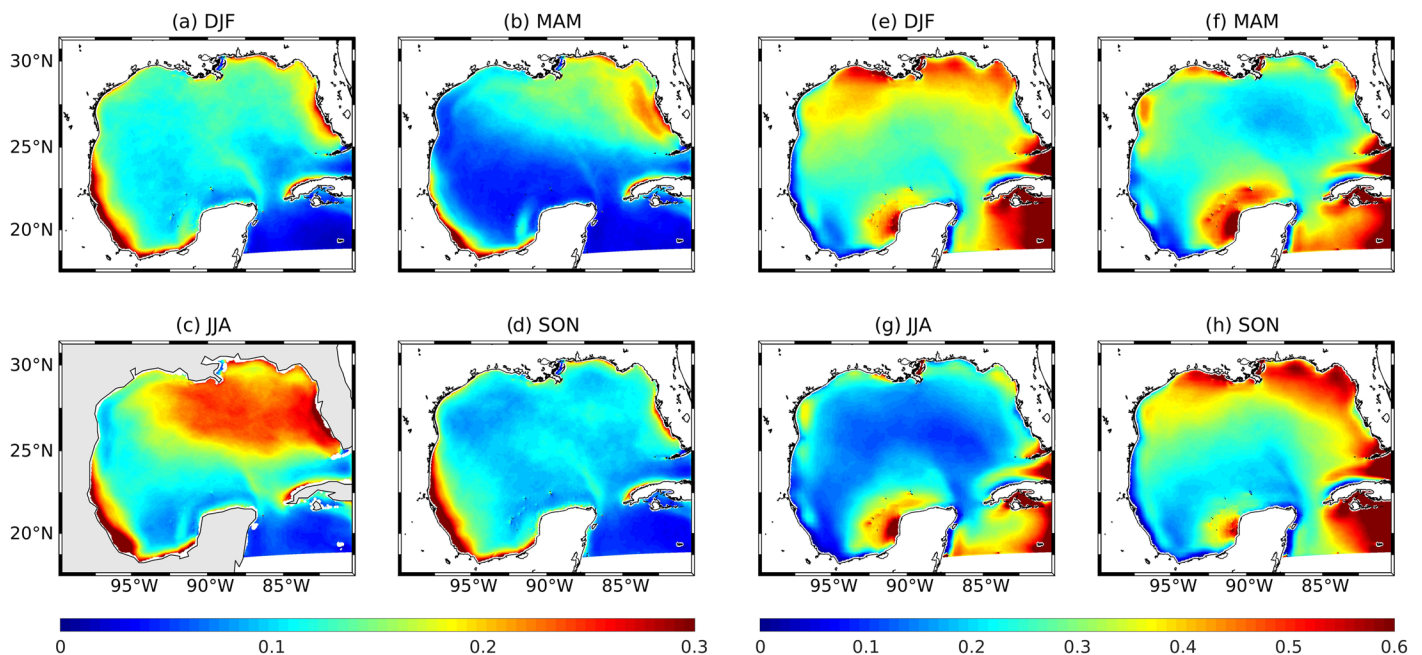 (a) DJF (b) MAM (e) DJF (f) MAM
30°N
25°N
20°N
(c) JJA (d) SON (g) JJA (h) SON
30°N
25°N
20°N
95°W 90°W 85°W 95°W 90°W 85°W 95°W 90°W 85°W 95°W 90°W 85°W
0 0.1 0.2 0.3 0 0.1 0.2 0.3 0.4 0.5 0.6